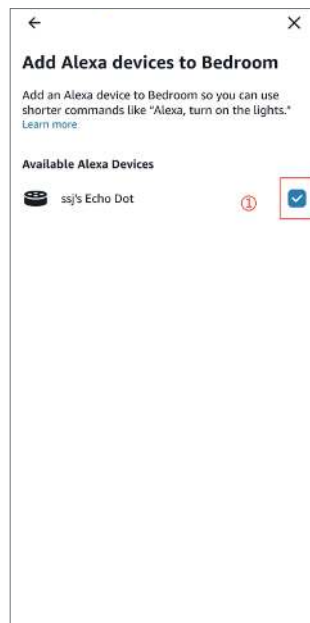 Add Alexa devices to Bedroom
Add an Alexa device to Bedroom so you can use
shorter commands like "Alexa, turn on the lights."
Learn more
Available Alexa Devices
ssj's Echo Dot
①